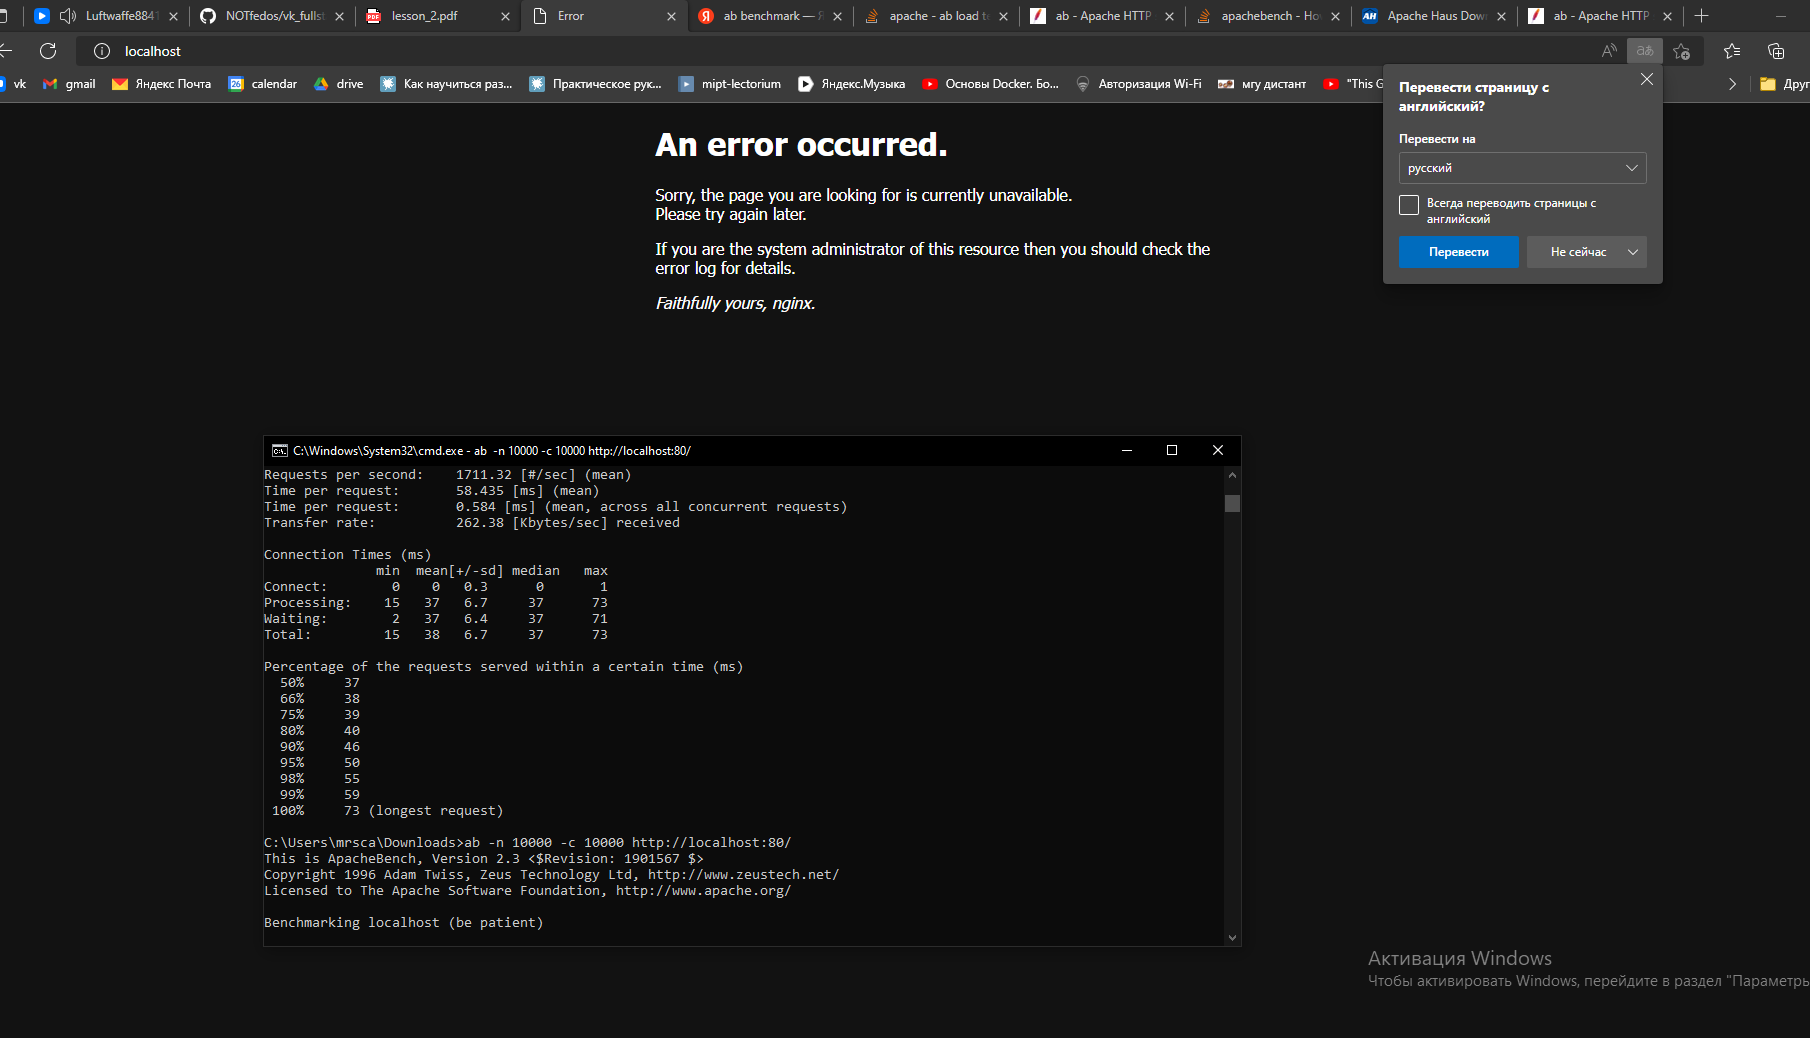 Luftwaffe8841
NOTfedos/vk_fullst
lesson_2.pdf
Error
ab benchmark — Я
apache - ab load te
ab - Apache HTTP
apachebench - Ho
Apache Haus Dow
ab - Apache HTTP
localhost
vk
gmail
Яндекс Почта
26
calendar
drive
Как научиться раз...
Практическое рук...
mipt-lectorium
Яндекс.Музыка
Основы Docker. Бо...
Авторизация Wi-Fi
мгу дистант
"This G
Друг
Перевести страницу с
английский?
Перевести на
русский
Всегда переводить страницы с
английский
Перевести
Не сейчас
An error occurred.
Sorry, the page you are looking for is currently unavailable.
Please try again later.
If you are the system administrator of this resource then you should check the
error log for details.
Faithfully yours, nginx.
C:\Windows\System32\cmd.exe - ab -n 10000 -c 10000 http://localhost:80/
Requests per second:    1711.32 [#/sec] (mean)
Time per request:       58.435 [ms] (mean)
Time per request:       0.584 [ms] (mean, across all concurrent requests)
Transfer rate:          262.38 [Kbytes/sec] received
Connection Times (ms)
              min  mean[+/-sd] median   max
Connect:        0    0   0.3      0       1
Processing:    15   37   6.7     37      73
Waiting:        2   37   6.4     37      71
Total:         15   38   6.7     37      73
Percentage of the requests served within a certain time (ms)
  50%     37
  66%     38
  75%     39
  80%     40
  90%     46
  95%     50
  98%     55
  99%     59
 100%     73 (longest request)
C:\Users\mrsca\Downloads>ab -n 10000 -c 10000 http://localhost:80/
This is ApacheBench, Version 2.3 <$Revision: 1901567 $>
Copyright 1996 Adam Twiss, Zeus Technology Ltd, http://www.zeustech.net/
Licensed to The Apache Software Foundation, http://www.apache.org/
Benchmarking localhost (be patient)
Активация Windows
Чтобы активировать Windows, перейдите в раздел "Параметры